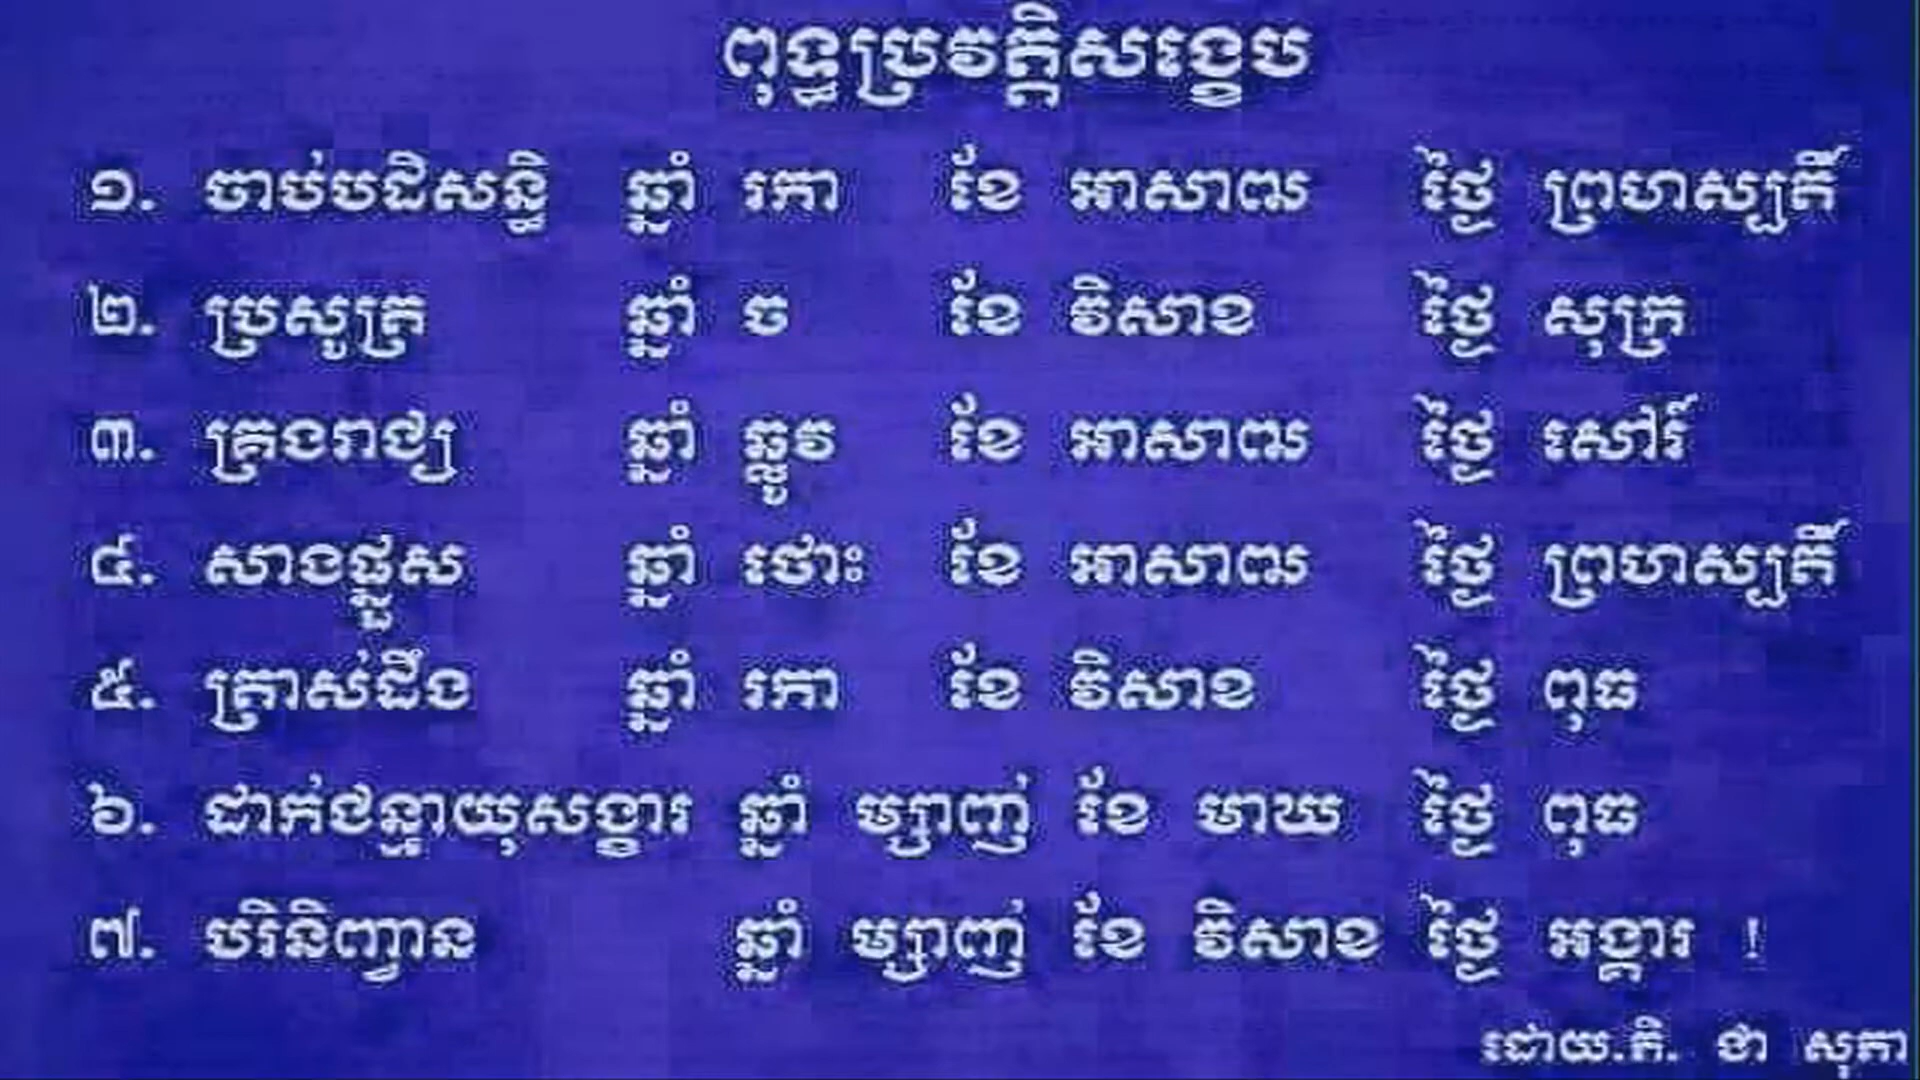 ពុទ្ធប្រវត្តិសង្ខេប
១. ចាប់បដិសន្ធិ ឆ្នាំ រកា ខែ អាសាឍ ថ្ងៃ ព្រហស្បតិ៍
២. ប្រសូត្រ ឆ្នាំ ច ខែ វិសាខ ថ្ងៃ សុក្រ
៣. គ្រងរាជ្យ ឆ្នាំ ឆ្លូវ ខែ អាសាឍ ថ្ងៃ សៅរ៍
៤. សាងផ្នួស ឆ្នាំ ថោះ ខែ អាសាឍ ថ្ងៃ ព្រហស្បតិ៍
៥. ត្រាស់ដឹង ឆ្នាំ រកា ខែ វិសាខ ថ្ងៃ ពុធ
៦. ដាក់ជន្មាយុសង្ខារ ឆ្នាំ ម្សាញ់ ខែ មាឃ ថ្ងៃ ពុធ
៧. បរិនិព្វាន ឆ្នាំ ម្សាញ់ ខែ វិសាខ ថ្ងៃ អង្គារ !
ដោយ.ភិ. ថា សុភា